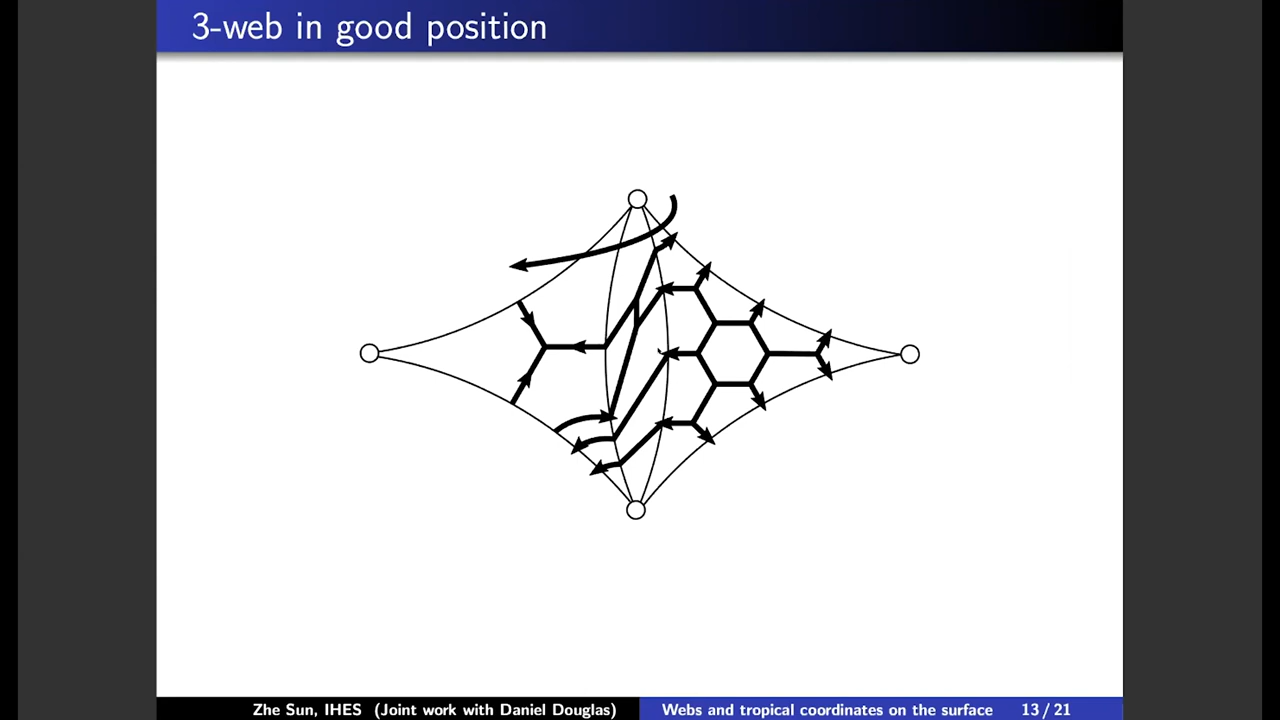 3-web in good position
Zhe Sun, IHES (Joint work with Daniel Douglas)
Webs and tropical coordinates on the surface
13 / 21